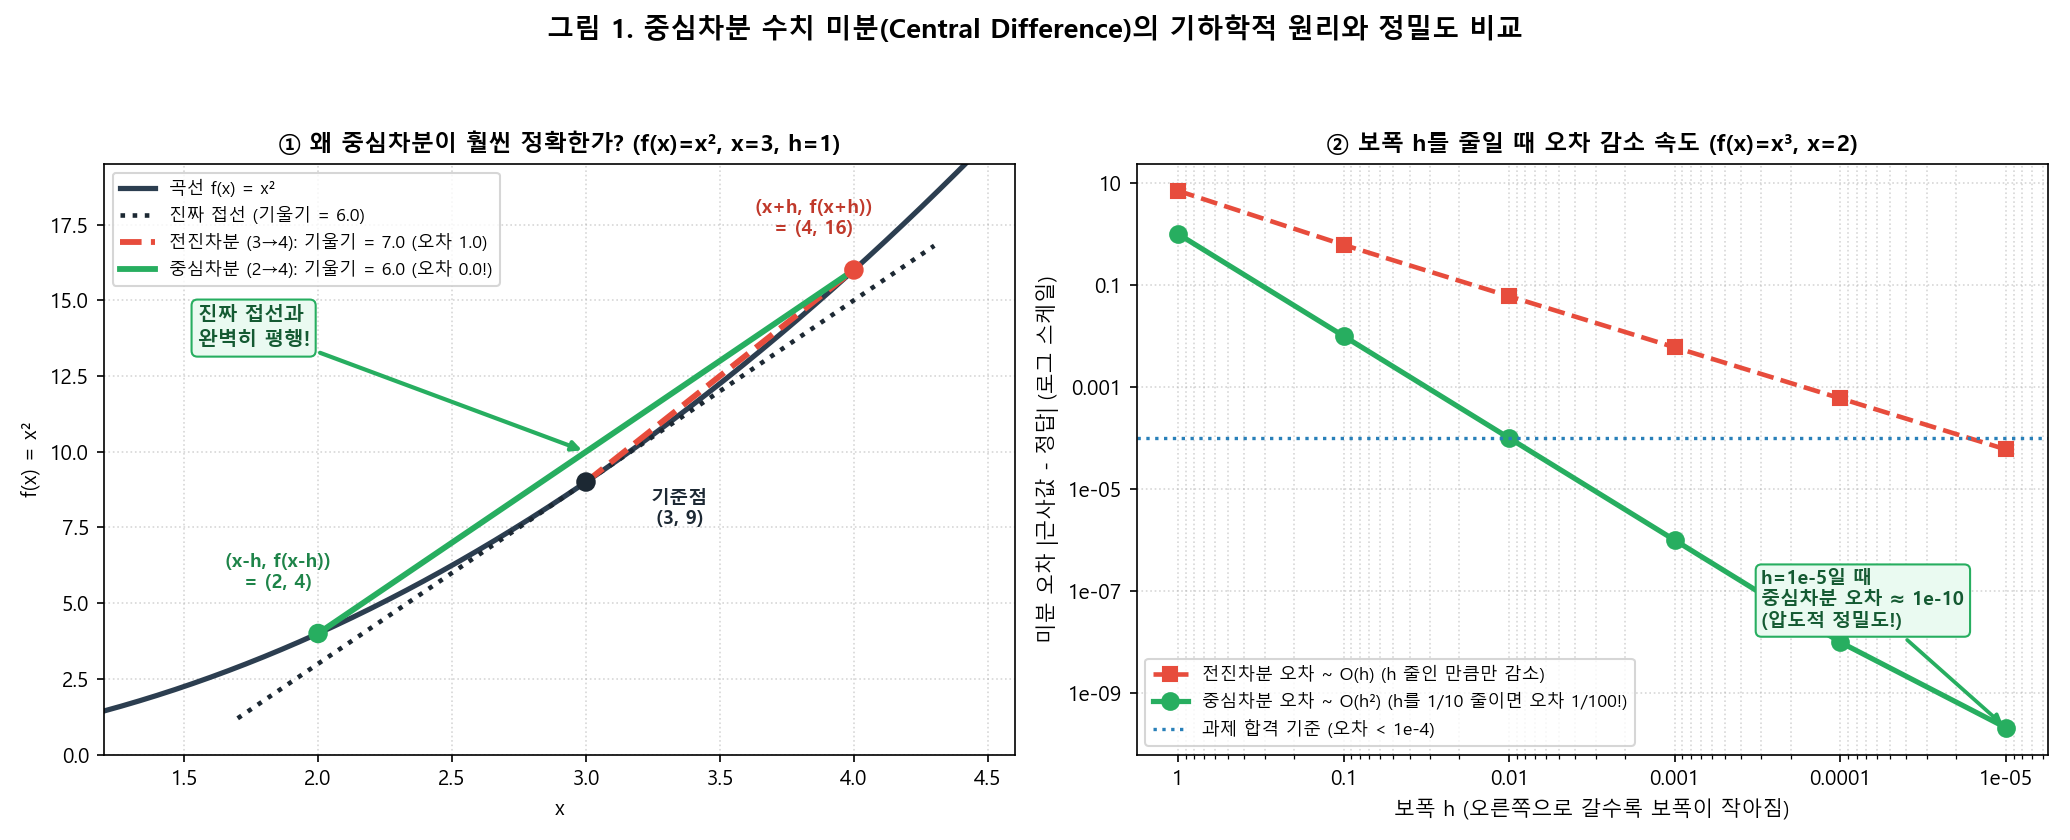 그림 1. 중심차분 수치 미분(Central Difference)의 기하학적 원리와 정밀도 비교
① 왜 중심차분이 훨씬 정확한가? (f(x)=x², x=3, h=1)
곡선 f(x) = x²
진짜 접선 (기울기 = 6.0)
전진차분 (3→4): 기울기 = 7.0 (오차 1.0)
중심차분 (2→4): 기울기 = 6.0 (오차 0.0!)
(x+h, f(x+h))
= (4, 16)
진짜 접선과
완벽히 평행!
기준점
(3, 9)
(x-h, f(x-h))
= (2, 4)
f(x) = x²
17.5
15.0
12.5
10.0
7.5
5.0
2.5
0.0
1.5
2.0
2.5
3.0
3.5
4.0
4.5
x
② 보폭 h를 줄일 때 오차 감소 속도 (f(x)=x³, x=2)
미분 오차 |근사값 - 정답| (로그 스케일)
10
0.1
0.001
1e-05
1e-07
1e-09
h=1e-5일 때
중심차분 오차 ≈ 1e-10
(압도적 정밀도!)
전진차분 오차 ~ O(h) (h 줄인 만큼만 감소)
중심차분 오차 ~ O(h²) (h를 1/10 줄이면 오차 1/100!)
과제 합격 기준 (오차 < 1e-4)
1
0.1
0.01
0.001
0.0001
1e-05
보폭 h (오른쪽으로 갈수록 보폭이 작아짐)